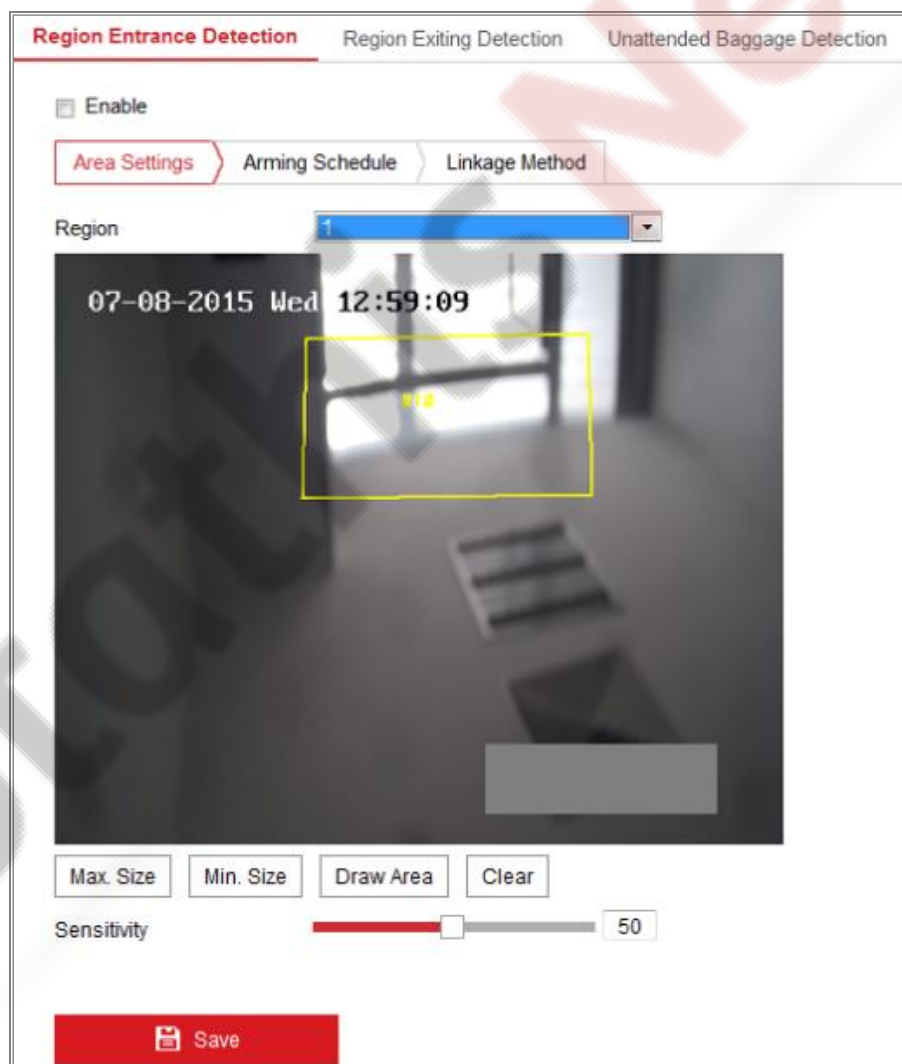 Region Entrance Detection Region Exiting Detection Unattended Baggage Detection
Enable
Area Settings Arming Schedule Linkage Method
Region 1
07-08-2015 Wed 12:59:09
Max. Size Min. Size Draw Area Clear
Sensitivity 50
Save